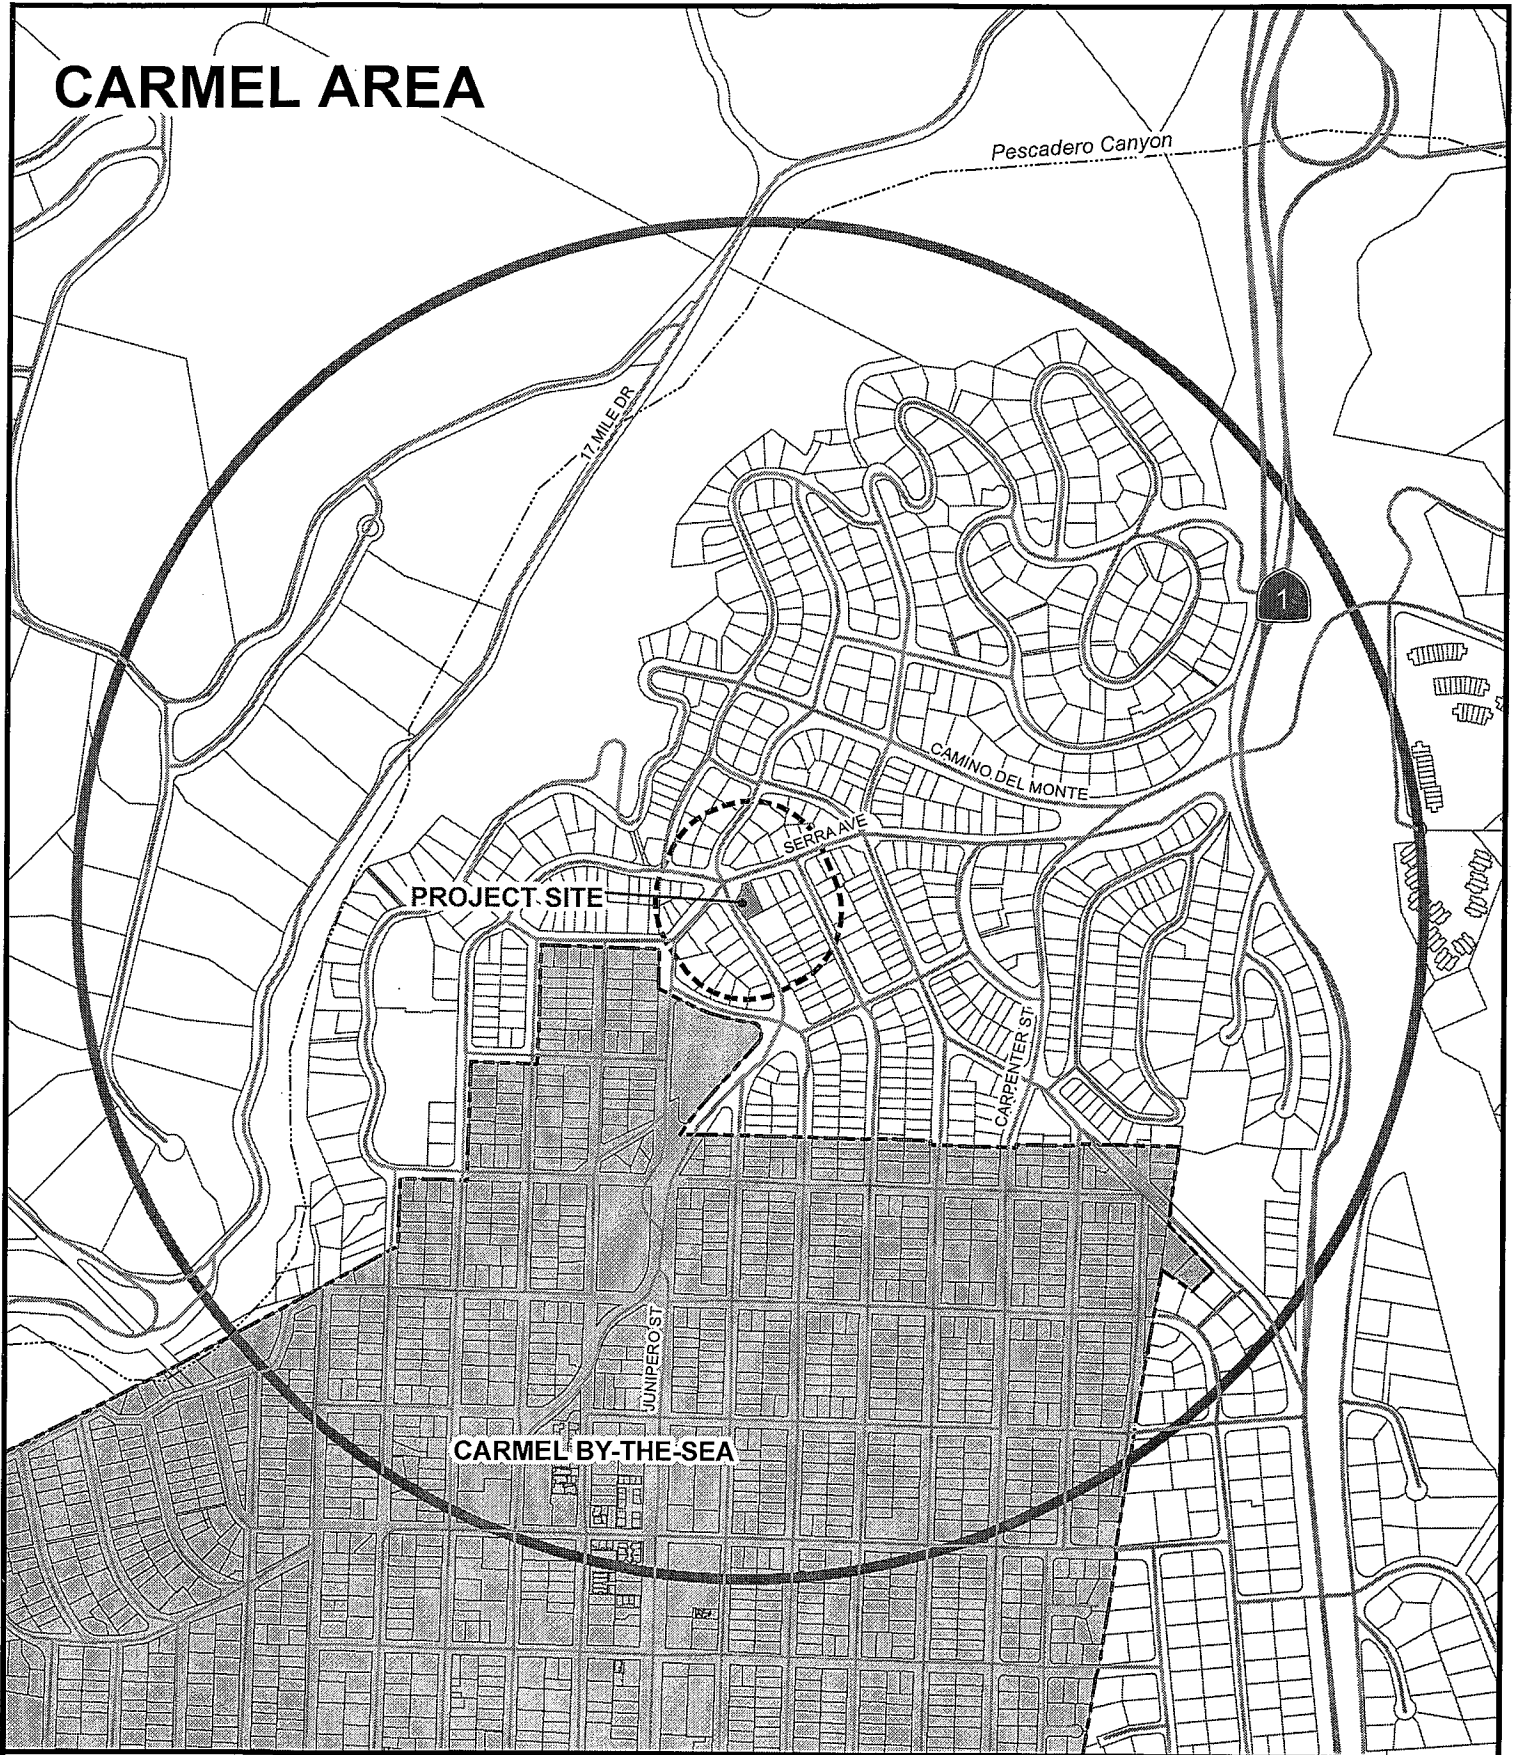 CARMEL AREA
Pescadero Canyon
17 MILE DR
1
CAMINO DEL MONTE
SERRA AVE
PROJECT SITE
CARPENTER ST
JUNIPERO ST
CARMEL BY-THE-SEA